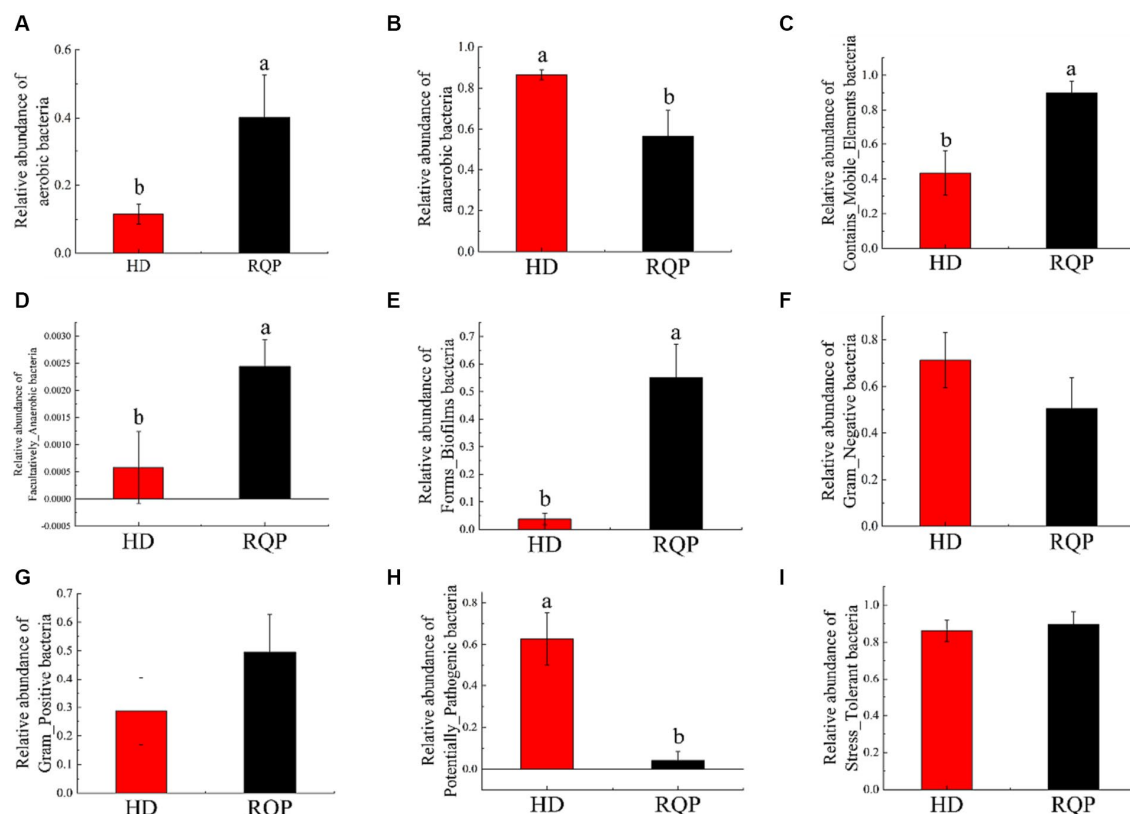 A
Relative abundance of
aerobic bacteria
0.6
0.4
0.2
0.0
b
a
HD
RQP
B
Relative abundance of
anaerobic bacteria
1.0
0.8
0.6
0.4
0.2
0.0
a
b
HD
RQP
C
Relative abundance of
Contains_Mobile_Elements bacteria
1.0
0.8
0.6
0.4
0.2
0.0
b
a
HD
RQP
D
Relative abundance of
Facultatively_Anaerobic bacteria
0.0030
0.0025
0.0020
0.0015
0.0010
0.0005
0.0000
-0.0005
b
a
HD
RQP
E
Relative abundance of
Forms_Biofilms bacteria
0.7
0.6
0.5
0.4
0.3
0.2
0.1
0.0
b
a
HD
RQP
F
Relative abundance of
Gram_Negative bacteria
0.8
0.6
0.4
0.2
0.0
HD
RQP
G
Relative abundance of
Gram_Positive bacteria
0.7
0.6
0.5
0.4
0.3
0.2
0.1
0.0
HD
RQP
H
Relative abundance of
Potentially_Pathogenic bacteria
0.8
0.6
0.4
0.2
0.0
a
b
HD
RQP
I
Relative abundance of
Stress_Tolerant bacteria
1.0
0.8
0.6
0.4
0.2
0.0
HD
RQP